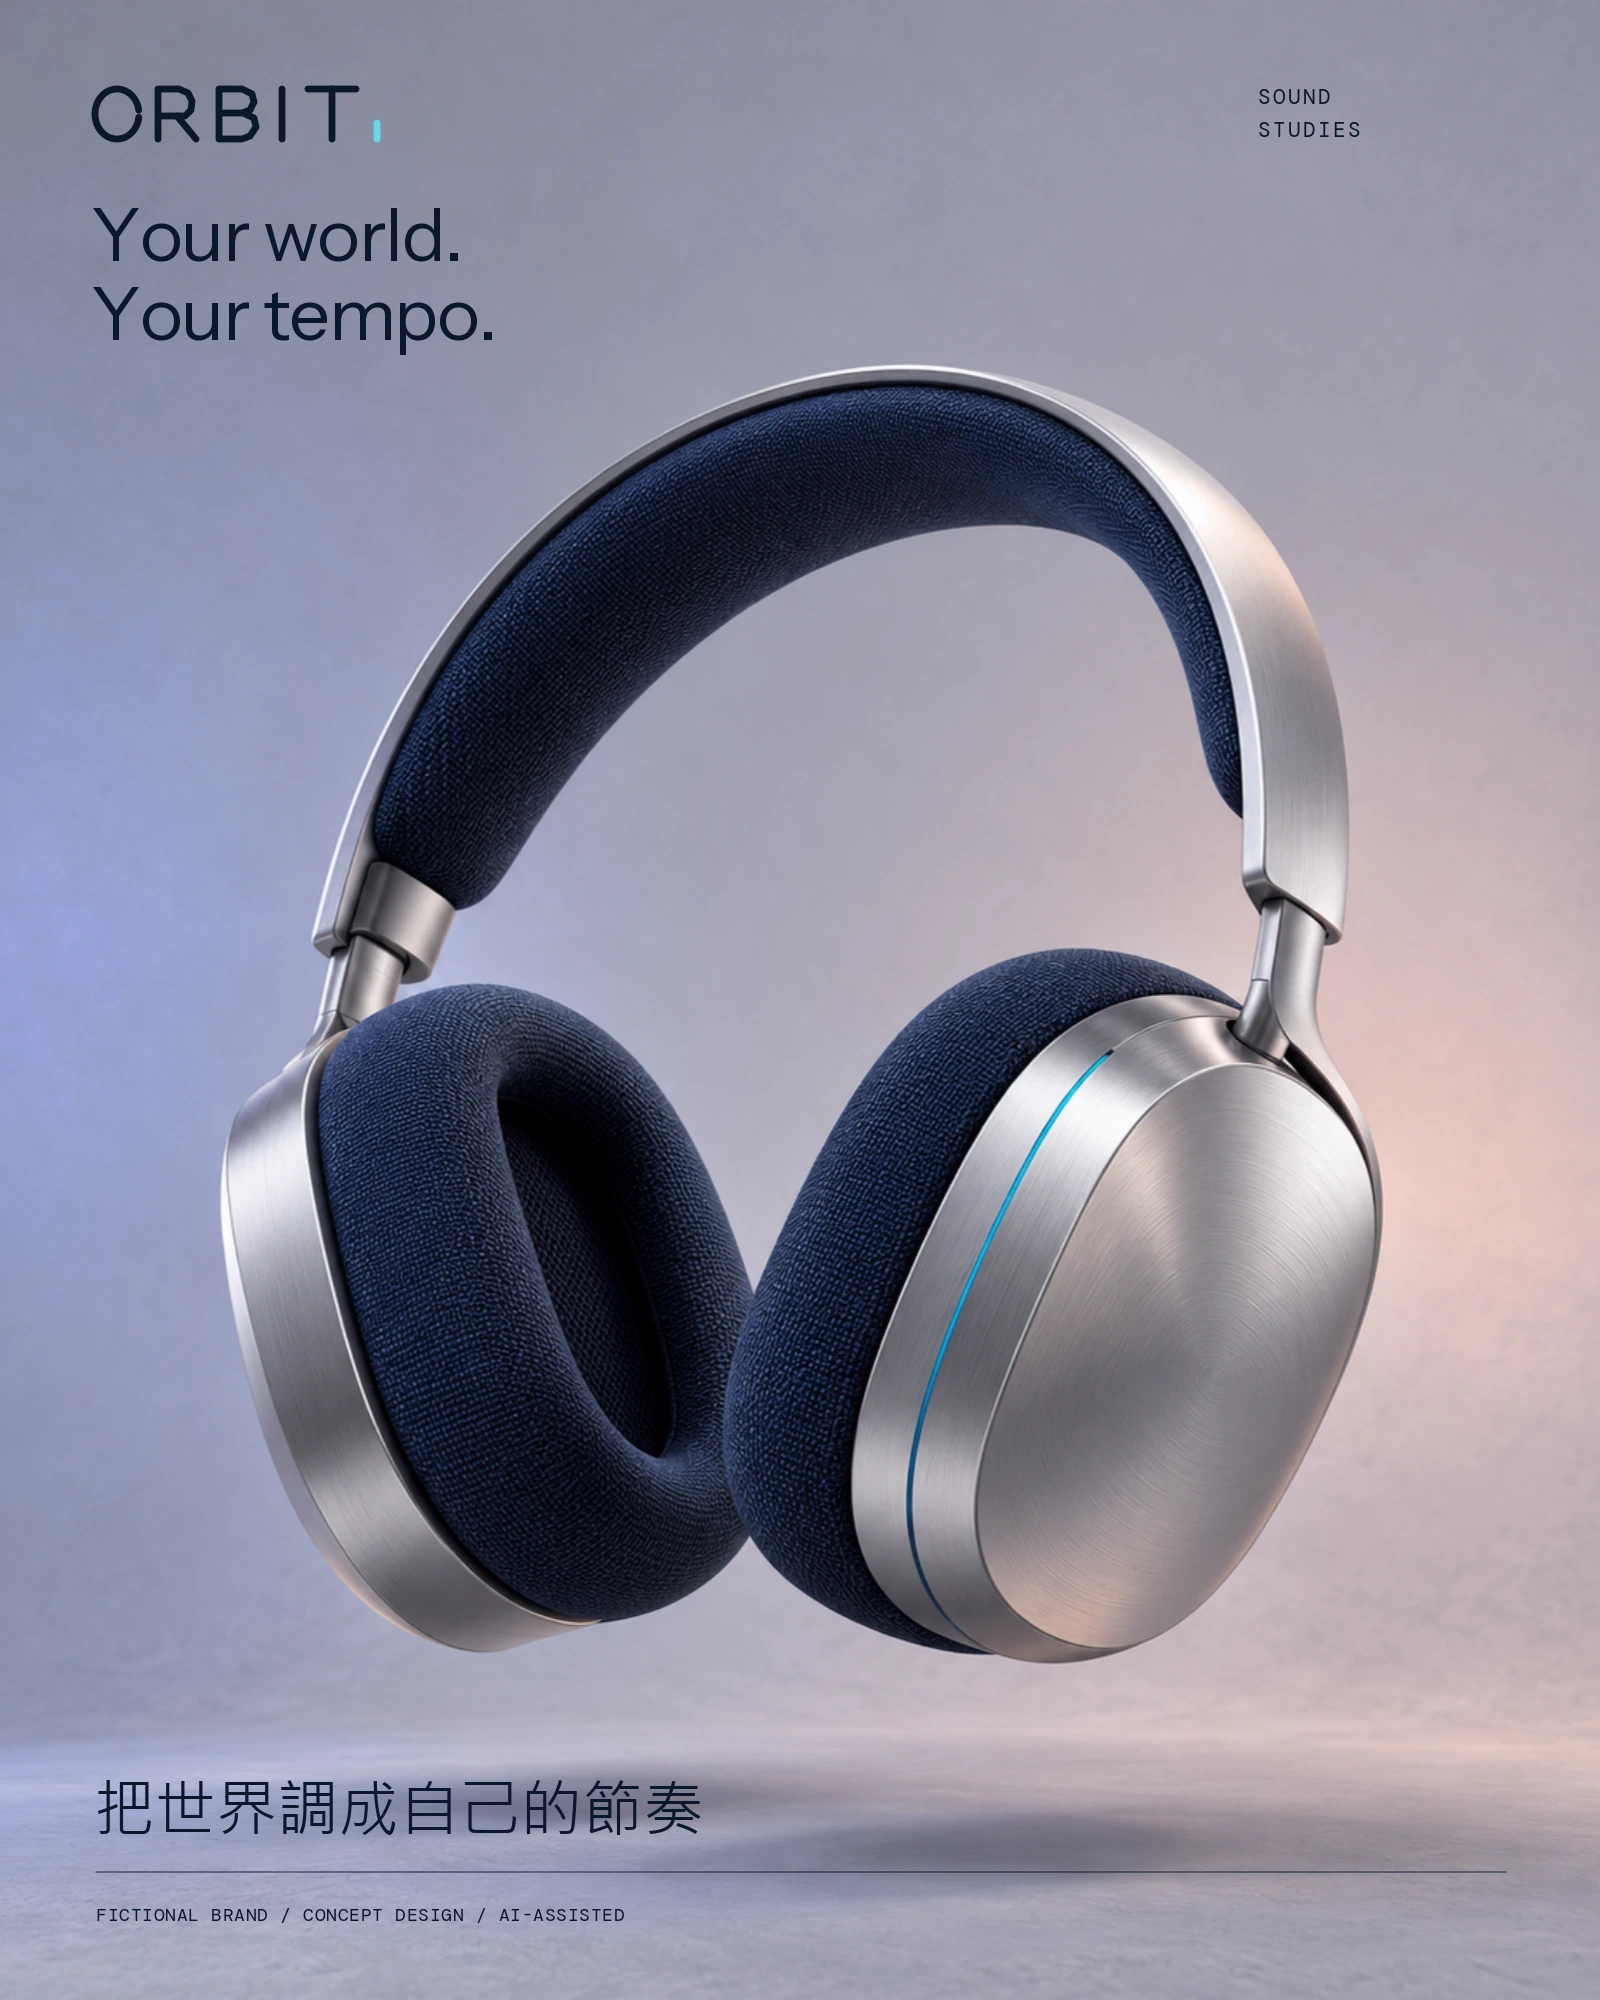 ORBIT
SOUND
STUDIES
Your world.
Your tempo.
把世界調成自己的節奏
FICTIONAL BRAND / CONCEPT DESIGN / AI-ASSISTED